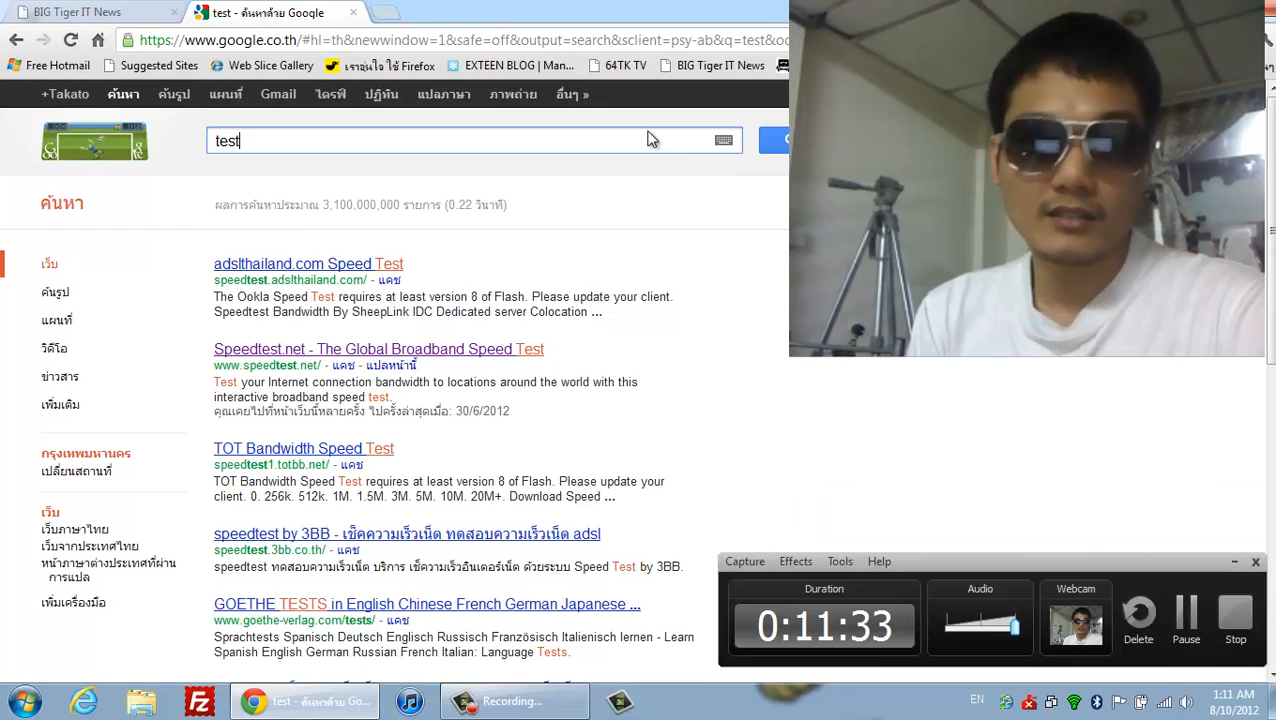 BIG Tiger IT News
test - ค้นหาด้วย Google
https://www.google.co.th/#hl=th&newwindow=1&safe=off&output=search&sclient=psy-ab&q=test&oq
Free Hotmail
Suggested Sites
Web Slice Gallery
เราอุ่นใจ ใช้ Firefox
EXTEEN BLOG | Man...
64TK TV
BIG Tiger IT News
+Takato ค้นหา ค้นรูป แผนที่ Gmail ไดรฟ์ ปฏิทิน แปลภาษา ภาพถ่าย อื่นๆ »
test
ค้นหา
ผลการค้นหาประมาณ 3,100,000,000 รายการ (0.22 วินาที)
เว็บ
ค้นรูป
แผนที่
วิดีโอ
ข่าวสาร
เพิ่มเติม
กรุงเทพมหานคร
เปลี่ยนสถานที่
เว็บ
เว็บภาษาไทย
เว็บจากประเทศไทย
หน้าภาษาต่างประเทศที่ผ่าน
การแปล
เพิ่มเครื่องมือ
adslthailand.com Speed Test
speedtest.adslthailand.com/ - แคช
The Ookla Speed Test requires at least version 8 of Flash. Please update your client.
Speedtest Bandwidth By SheepLink IDC Dedicated server Colocation ...
Speedtest.net - The Global Broadband Speed Test
www.speedtest.net/ - แคช - แปลหน้านี้
Test your Internet connection bandwidth to locations around the world with this
interactive broadband speed test.
คุณเคยไปที่หน้าเว็บนี้หลายครั้ง ไปครั้งล่าสุดเมื่อ: 30/6/2012
TOT Bandwidth Speed Test
speedtest1.totbb.net/ - แคช
TOT Bandwidth Speed Test requires at least version 8 of Flash. Please update your
client. 0. 256k. 512k. 1M. 1.5M. 3M. 5M. 10M. 20M+. Download Speed ...
speedtest by 3BB - เช็คความเร็วเน็ต ทดสอบความเร็วเน็ต adsl
speedtest.3bb.co.th/ - แคช
speedtest ทดสอบความเร็วเน็ต บริการ เช็คความเร็วอินเตอร์เน็ต ด้วยระบบ Speed Test by 3BB.
GOETHE TESTS in English Chinese French German Japanese ...
www.goethe-verlag.com/tests/ - แคช
Sprachtests Spanisch Deutsch Englisch Russisch Französisch Italienisch lernen - Learn
Spanish English German Russian French Italian: Language Tests.
Capture Effects Tools Help
Duration
Audio
Webcam
0:11:33
Delete
Pause
Stop
test - ค้นหาด้วย Go...
Recording...
EN
1:11 AM
8/10/2012